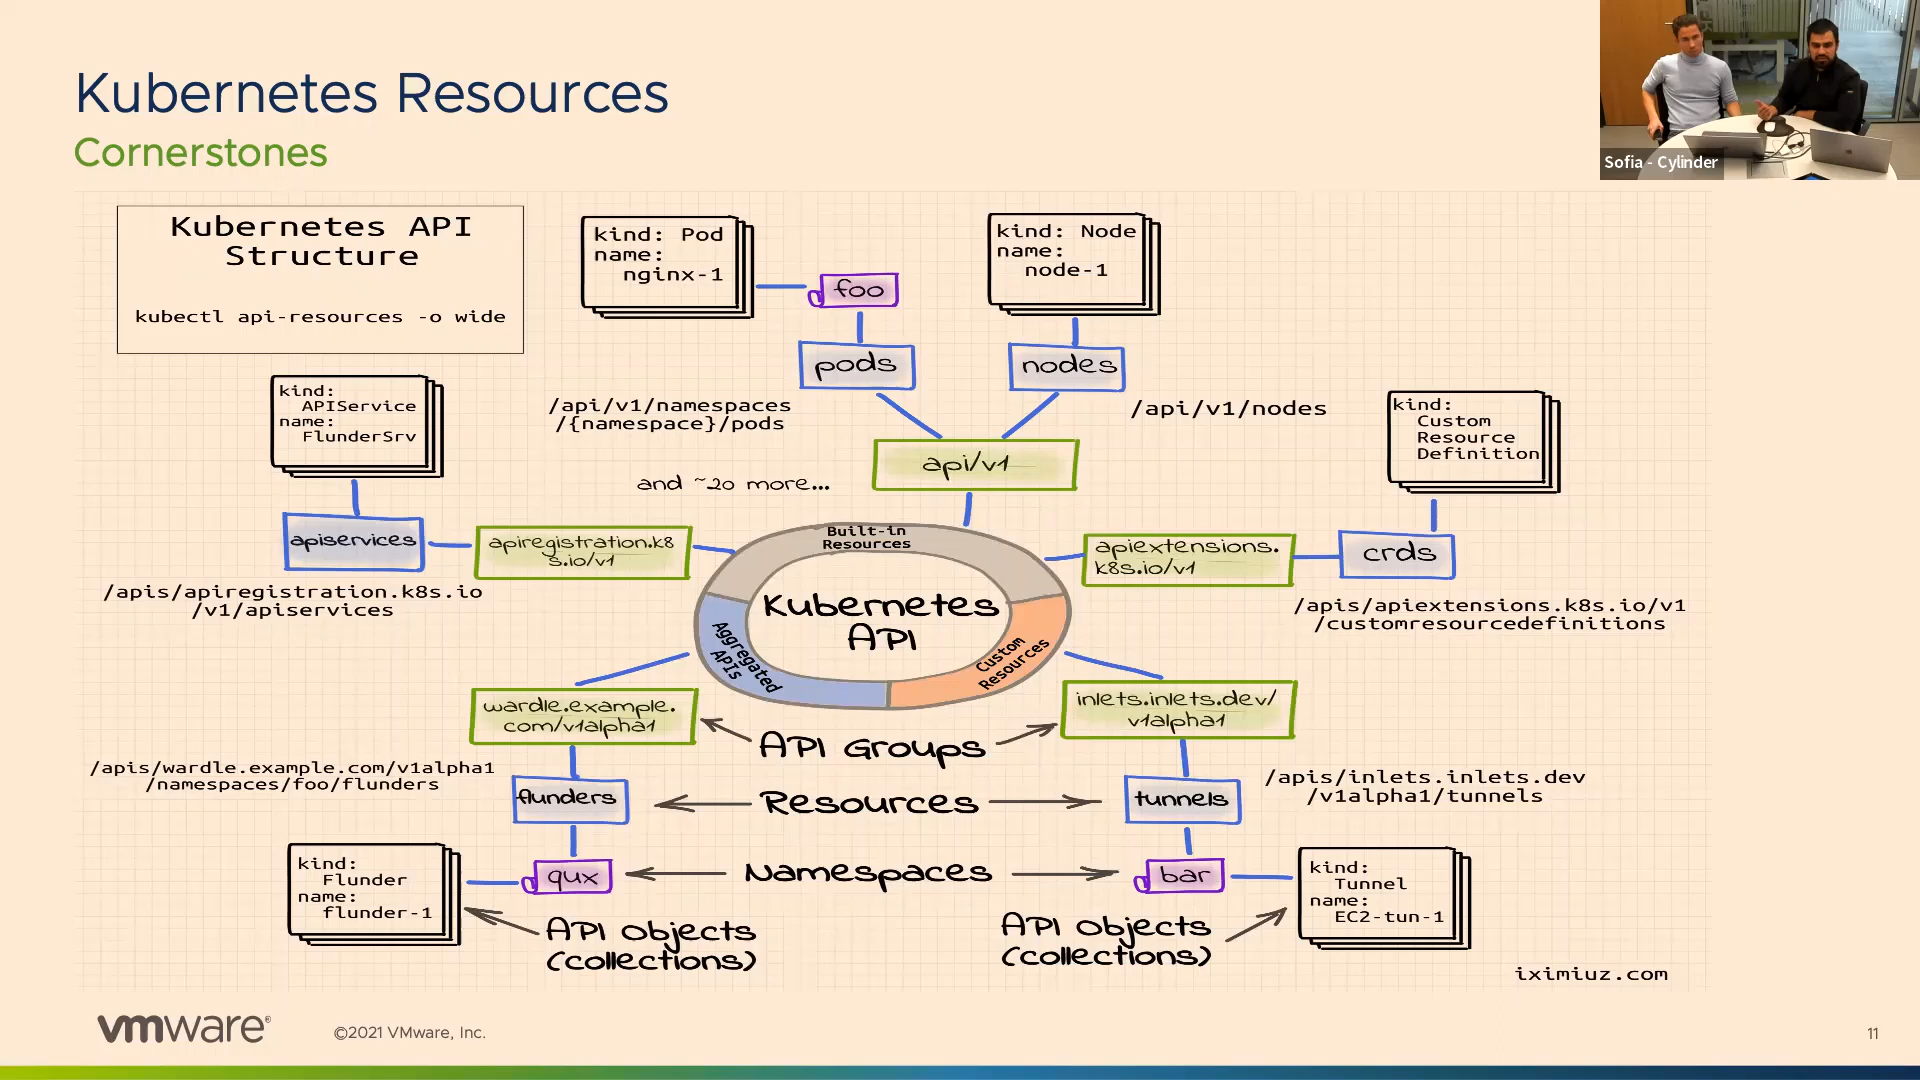 Kubernetes Resources
Cornerstones
Sofia - Cylinder
Kubernetes API
Structure
kubectl api-resources -o wide
kind: Pod
name:
nginx-1
foo
pods
/api/v1/namespaces
/{namespace}/pods
kind: Node
name:
node-1
nodes
/api/v1/nodes
api/v1
and ~20 more...
kind:
APIService
name:
FlunderSrv
apiservices
apiregistration.k8
s.io/v1
/apis/apiregistration.k8s.io
/v1/apiservices
kind:
Custom
Resource
Definition
crds
apiextensions.
k8s.io/v1
/apis/apiextensions.k8s.io/v1
/customresourcedefinitions
Built-in
Resources
Kubernetes
API
Aggregated
APIs
Custom
Resources
wardle.example.
com/v1alpha1
API Groups
inlets.inlets.dev/
v1alpha1
/apis/wardle.example.com/v1alpha1
/namespaces/foo/flunders
flunders
Resources
tunnels
/apis/inlets.inlets.dev
/v1alpha1/tunnels
kind:
Flunder
name:
flunder-1
qux
Namespaces
bar
kind:
Tunnel
name:
EC2-tun-1
API Objects
(collections)
API Objects
(collections)
iximiuz.com
vmware®
©2021 VMware, Inc.
11